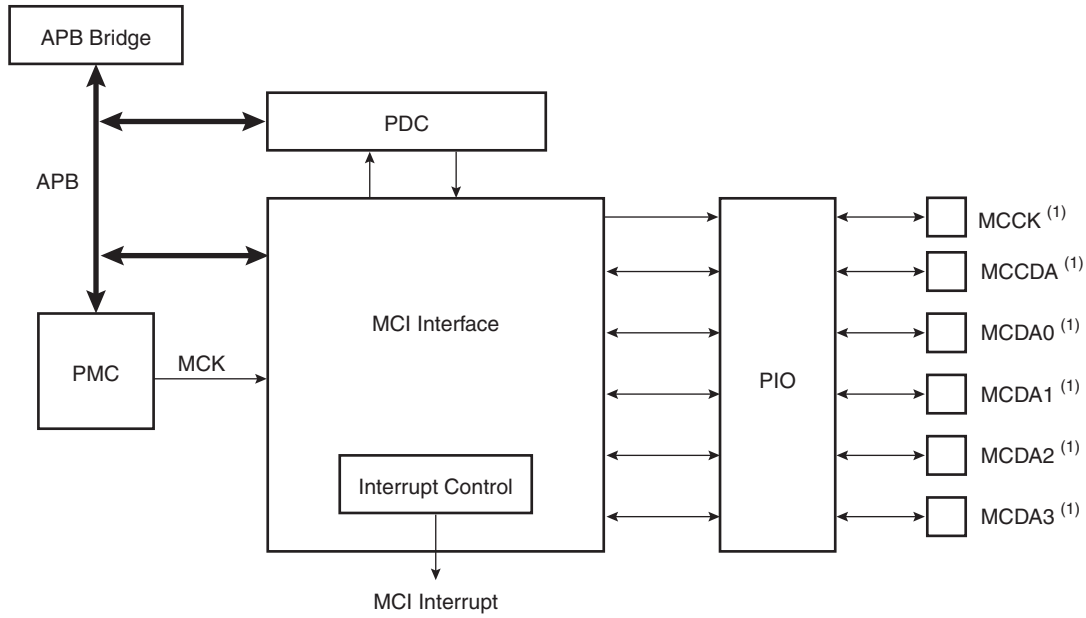 APB Bridge
PDC
APB
MCCK (1)
MCCDA (1)
MCI Interface
MCDA0 (1)
PMC
MCK
PIO
MCDA1 (1)
MCDA2 (1)
Interrupt Control
MCDA3 (1)
MCI Interrupt